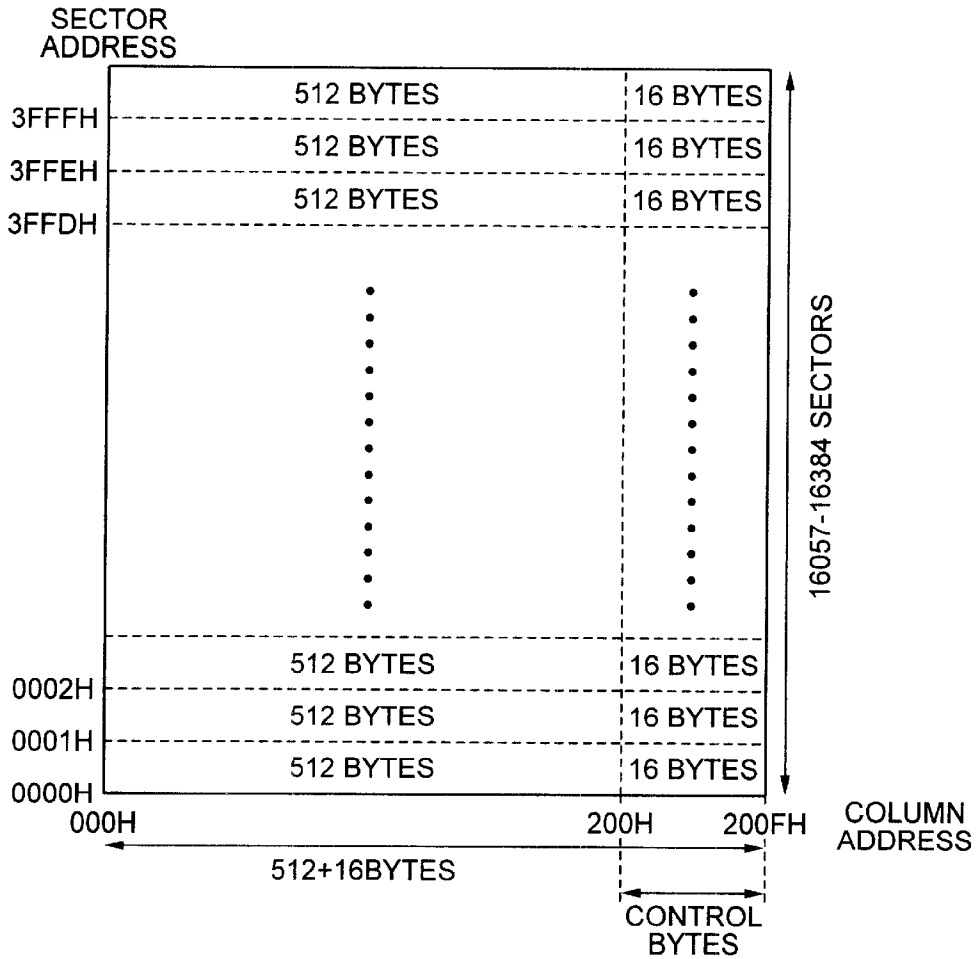 SECTOR
ADDRESS
512 BYTES 16 BYTES
3FFFH
512 BYTES 16 BYTES
3FFEH
512 BYTES 16 BYTES
3FFDH
16057-16384 SECTORS
512 BYTES 16 BYTES
0002H
512 BYTES 16 BYTES
0001H
512 BYTES 16 BYTES
0000H
000H 200H 200FH COLUMN
ADDRESS
512+16BYTES
CONTROL
BYTES